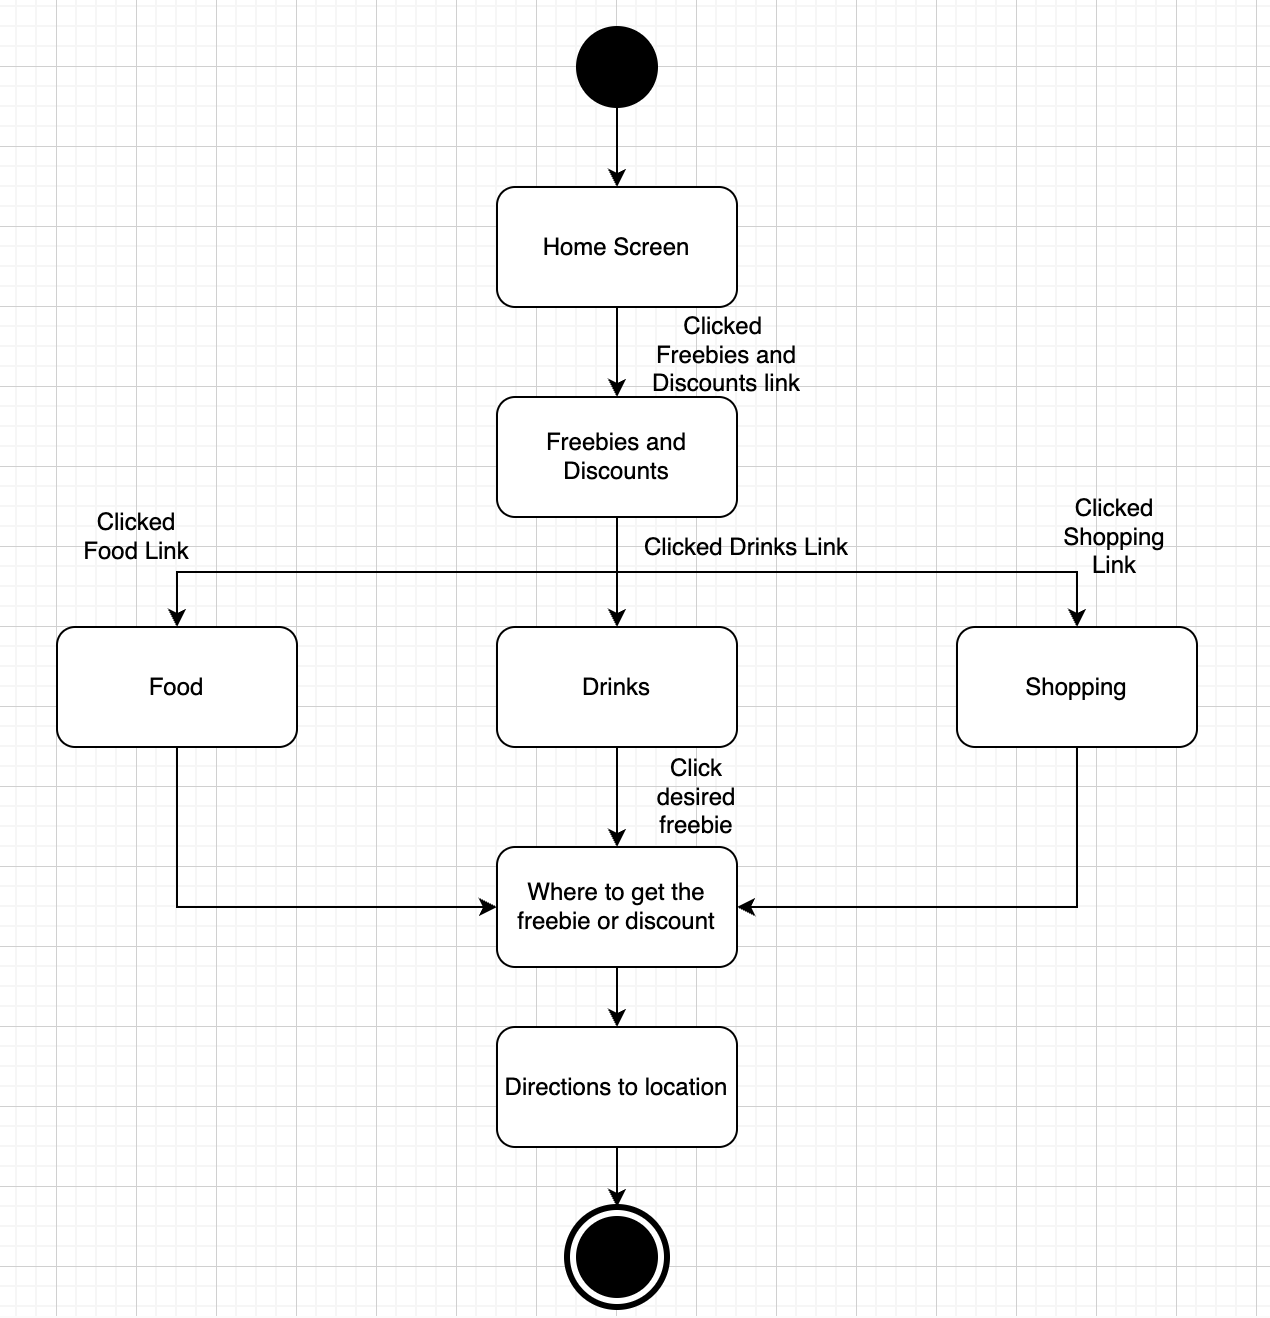 Home Screen
Clicked
Freebies and
Discounts link
Freebies and
Discounts
Clicked
Food Link
Clicked Drinks Link
Clicked
Shopping
Link
Food
Drinks
Shopping
Click
desired
freebie
Where to get the
freebie or discount
Directions to location